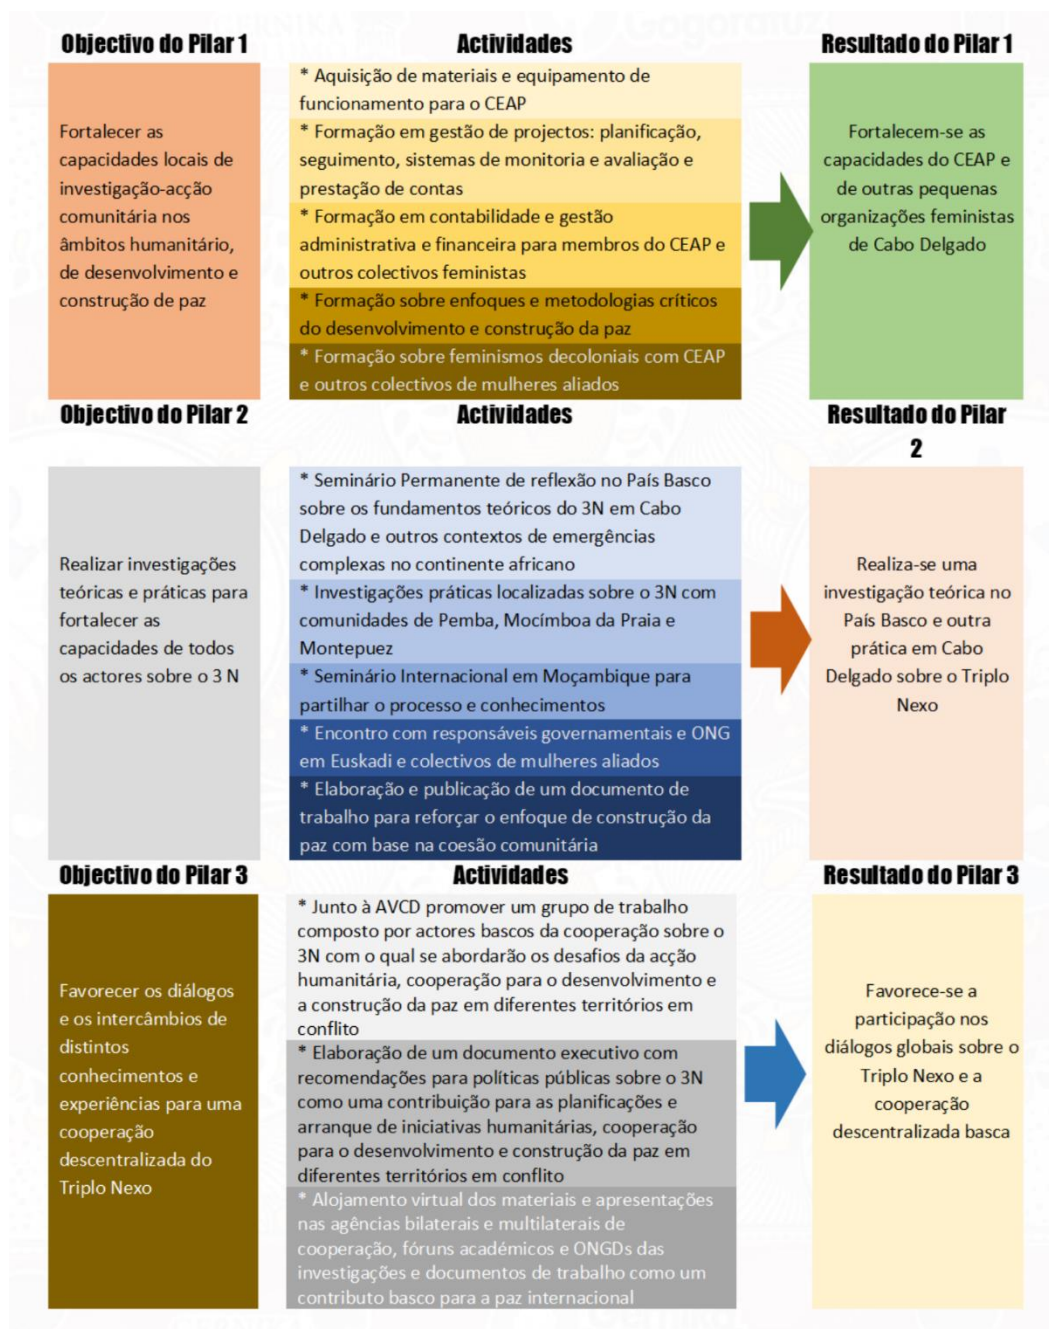 Objectivo do Pilar 1
Actividades
Resultado do Pilar 1
Fortalecer as
capacidades locais de
investigação-acção
comunitária nos
âmbitos humanitário,
de desenvolvimento e
construção de paz
* Aquisição de materiais e equipamento de
funcionamento para o CEAP
* Formação em gestão de projectos: planificação,
seguimento, sistemas de monitoria e avaliação e
prestação de contas
* Formação em contabilidade e gestão
administrativa e financeira para membros do CEAP e
outros colectivos feministas
* Formação sobre enfoques e metodologias críticos
do desenvolvimento e construção da paz
* Formação sobre feminismos decoloniais com CEAP
e outros colectivos de mulheres aliados
Fortalecem-se as
capacidades do CEAP e
de outras pequenas
organizações feministas
de Cabo Delgado
Objectivo do Pilar 2
Actividades
Resultado do Pilar
2
Realizar investigações
teóricas e práticas para
fortalecer as
capacidades de todos
os actores sobre o 3 N
* Seminário Permanente de reflexão no País Basco
sobre os fundamentos teóricos do 3N em Cabo
Delgado e outros contextos de emergências
complexas no continente africano
* Investigações práticas localizadas sobre o 3N com
comunidades de Pemba, Mocímboa da Praia e
Montepuez
* Seminário Internacional em Moçambique para
partilhar o processo e conhecimentos
* Encontro com responsáveis governamentais e ONG
em Euskadi e colectivos de mulheres aliados
* Elaboração e publicação de um documento de
trabalho para reforçar o enfoque de construção da
paz com base na coesão comunitária
Realiza-se uma
investigação teórica no
País Basco e outra
prática em Cabo
Delgado sobre o Triplo
Nexo
Objectivo do Pilar 3
Actividades
Resultado do Pilar 3
Favorecer os diálogos
e os intercâmbios de
distintos
conhecimentos e
experiências para uma
cooperação
descentralizada do
Triplo Nexo
* Junto à AVCD promover um grupo de trabalho
composto por actores bascos da cooperação sobre o
3N com o qual se abordarão os desafios da acção
humanitária, cooperação para o desenvolvimento e
a construção da paz em diferentes territórios em
conflito
* Elaboração de um documento executivo com
recomendações para políticas públicas sobre o 3N
como uma contribuição para as planificações e
arranque de iniciativas humanitárias, cooperação
para o desenvolvimento e construção da paz em
diferentes territórios em conflito
* Alojamento virtual dos materiais e apresentações
nas agências bilaterais e multilaterais de
cooperação, fóruns académicos e ONGDs das
investigações e documentos de trabalho como um
contributo basco para a paz internacional
Favorece-se a
participação nos
diálogos globais sobre o
Triplo Nexo e a
cooperação
descentralizada basca